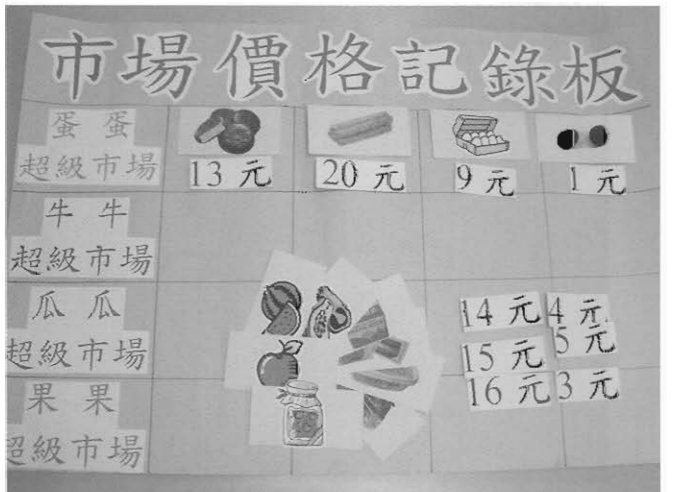 市場價格記錄板
蛋蛋
超級市場
13元
20元
9元
1元
牛牛
超級市場
瓜瓜
超級市場
14元
4元
15元
5元
16元
3元
果果
超級市場